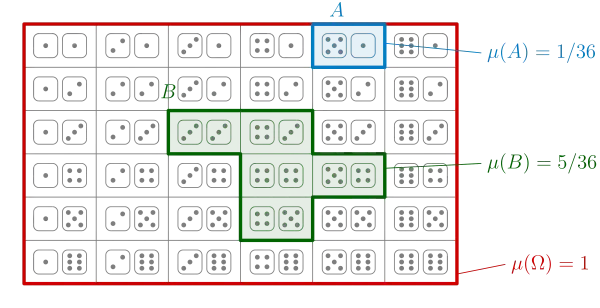 A
μ(A) = 1/36
B
μ(B) = 5/36
μ(Ω) = 1